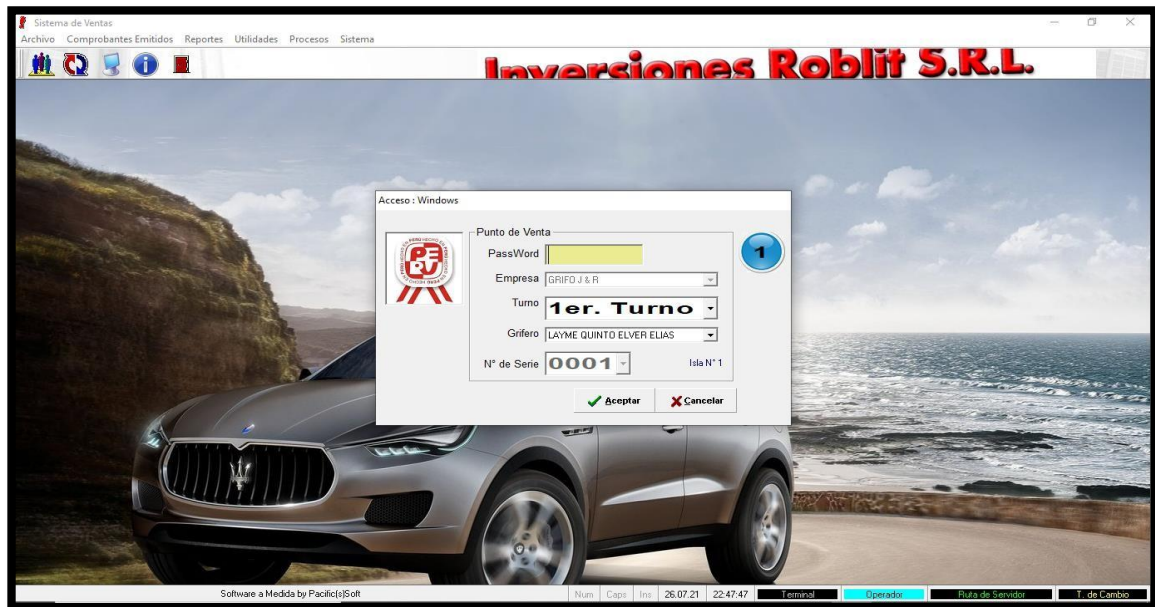 Sistema de Ventas
Archivo Comprobantes Emitidos Reportes Utilidades Procesos Sistema
Inversiones Roblit S.R.L.
Acceso : Windows
Punto de Venta
PassWord
PERU
1
Empresa GRIFO J & R
Turno 1er. Turno
Grifero LAYME QUINTO ELVER ELIAS
N° de Serie 0001 Isla N° 1
Aceptar Cancelar
Software a Medida by Pacific(s)Soft Num Caps Ins 26.07.21 22:47:47 Terminal Operador Ruta de Servidor T. de Cambio